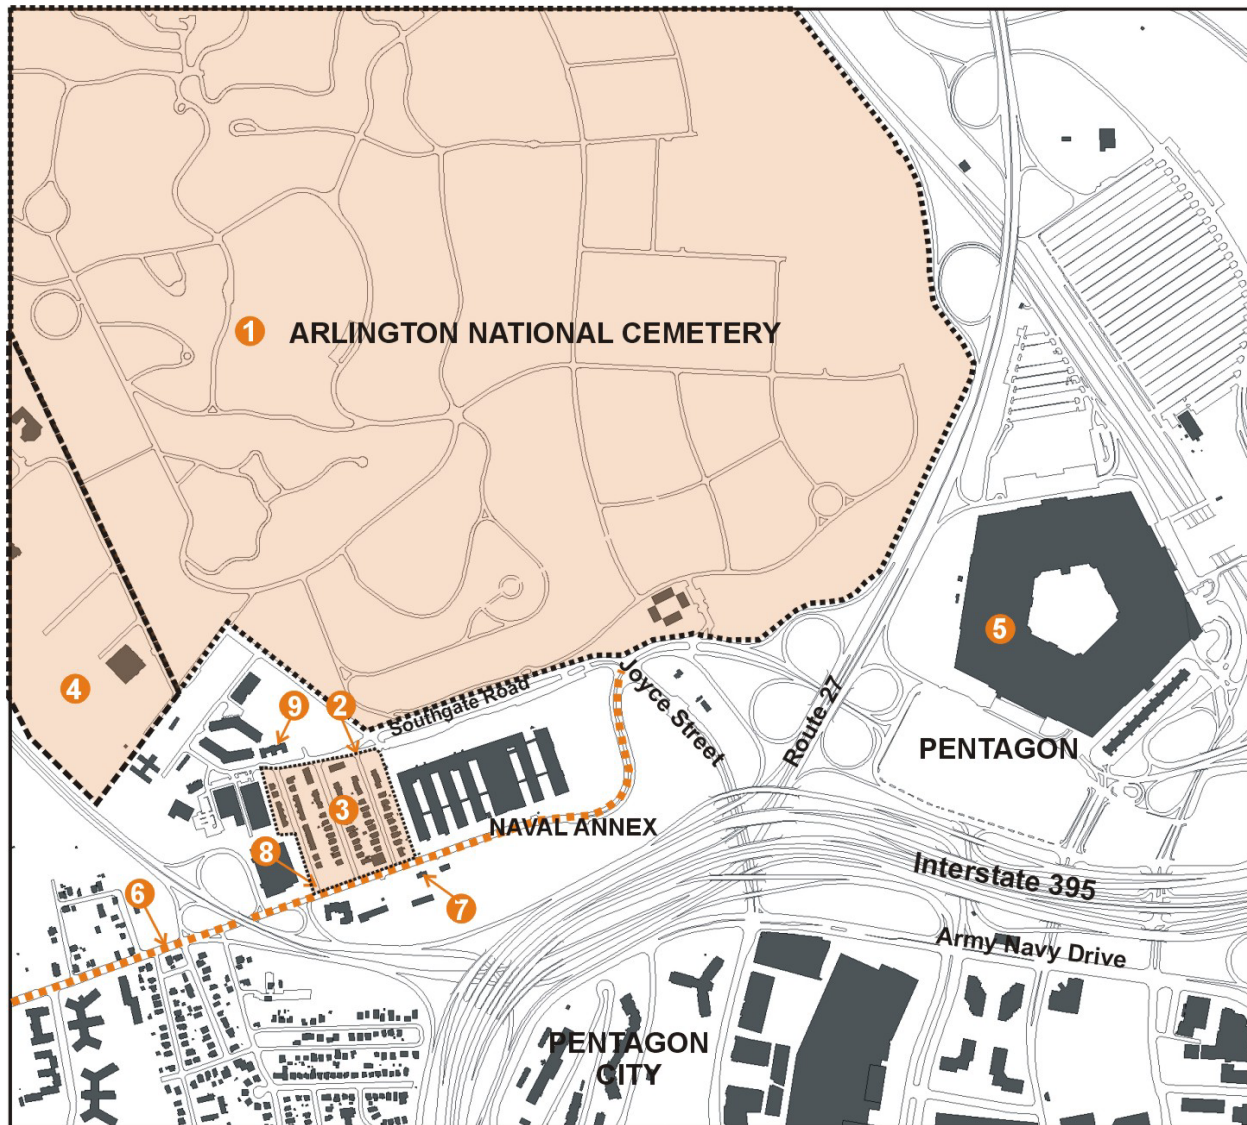 1 ARLINGTON NATIONAL CEMETERY
5
4
9
2
Southgate Road
Joyce Street
Route 27
PENTAGON
3
NAVAL ANNEX
8
7
6
Interstate 395
Army Navy Drive
PENTAGON
CITY